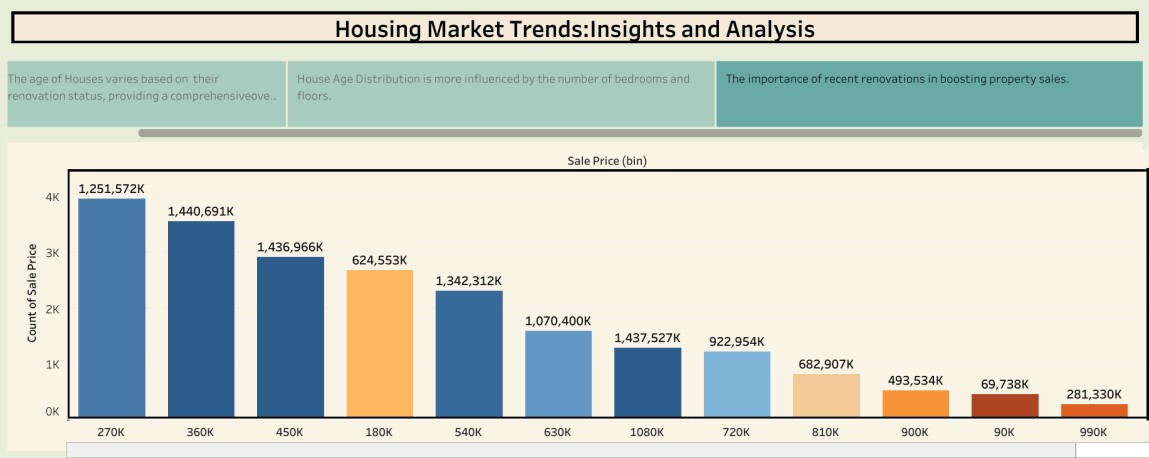 Housing Market Trends:Insights and Analysis
The age of Houses varies based on their
renovation status, providing a comprehensiveove..
House Age Distribution is more influenced by the number of bedrooms and
floors.
The importance of recent renovations in boosting property sales.
Sale Price (bin)
Count of Sale Price
4K
3K
2K
1K
0K
1,251,572K
1,440,691K
1,436,966K
624,553K
1,342,312K
1,070,400K
1,437,527K
922,954K
682,907K
493,534K
69,738K
281,330K
270K
360K
450K
180K
540K
630K
1080K
720K
810K
900K
90K
990K